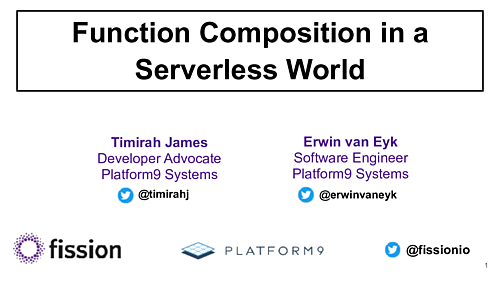 Function Composition in a
Serverless World
Timirah James
Developer Advocate
Platform9 Systems
@timirahj
Erwin van Eyk
Software Engineer
Platform9 Systems
@erwinvaneyk
fission
PLATFORM9
@fissionio
1